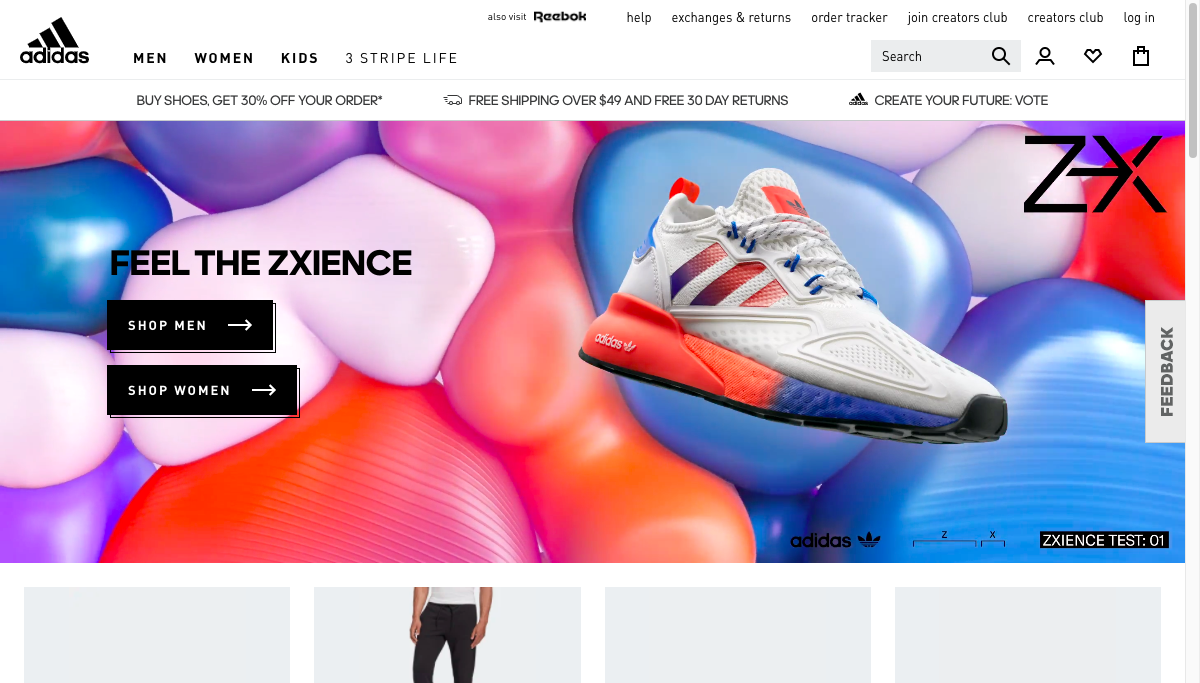 also visit Reebok help exchanges & returns order tracker join creators club creators club log in
adidas
MEN WOMEN KIDS 3 STRIPE LIFE
Search
BUY SHOES, GET 30% OFF YOUR ORDER* FREE SHIPPING OVER $49 AND FREE 30 DAY RETURNS CREATE YOUR FUTURE: VOTE
ZX
FEEL THE ZXIENCE
SHOP MEN
SHOP WOMEN
adidas
FEEDBACK
adidas
Z X
ZXIENCE TEST: 01